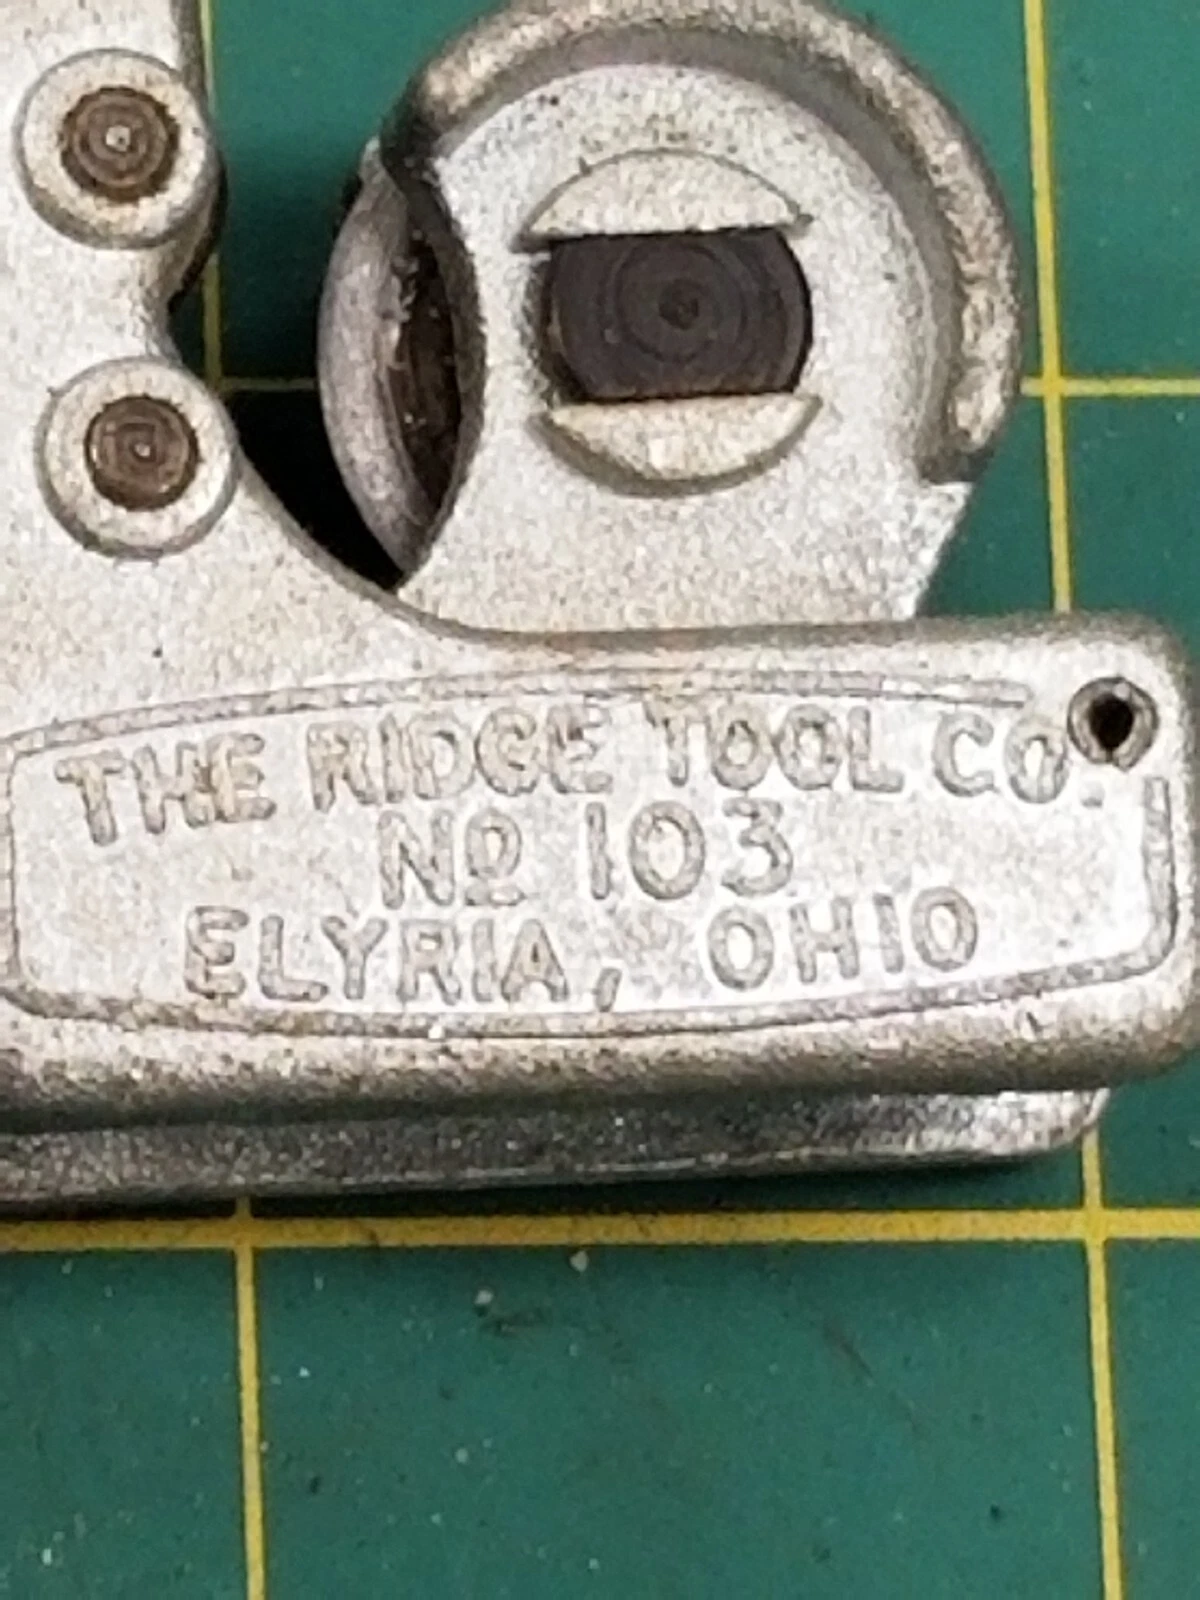 THE RIDGE TOOL CO.
Nº 103
ELYRIA, OHIO